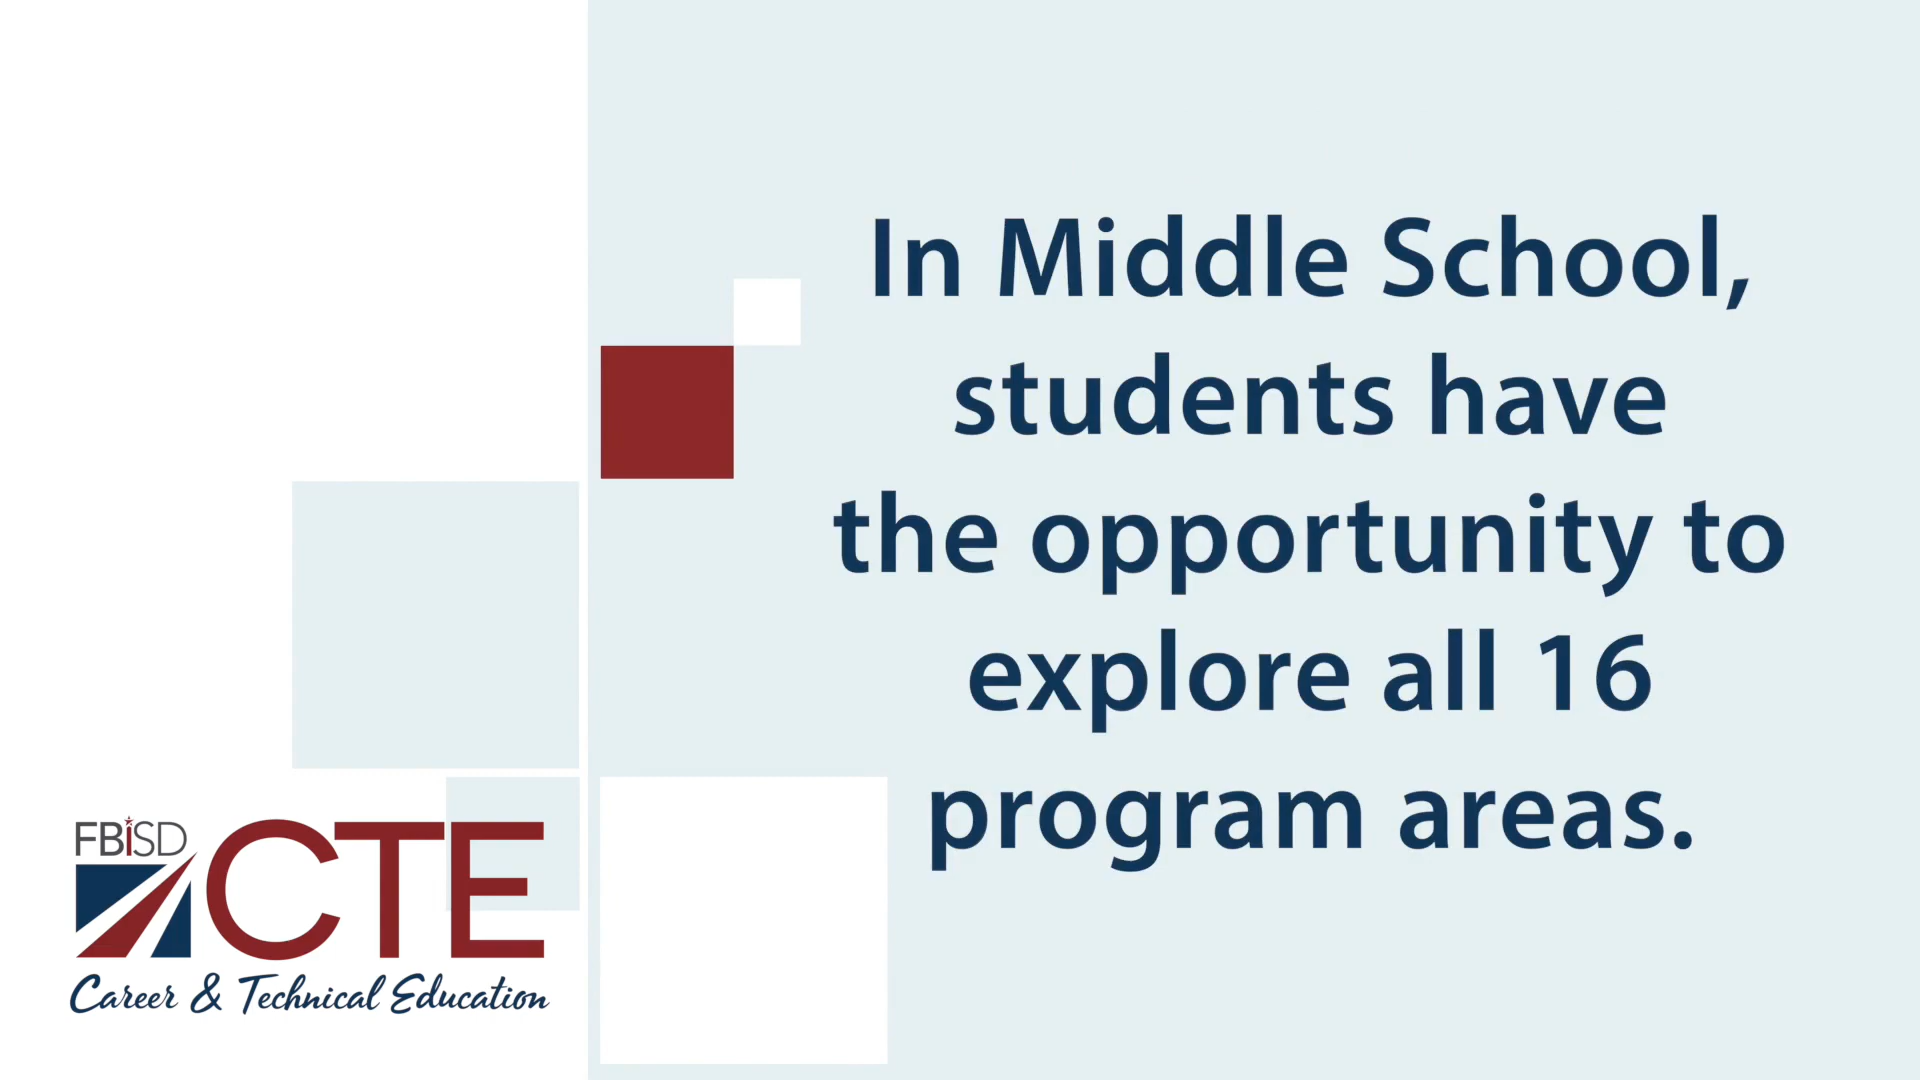 In Middle School,
students have
the opportunity to
explore all 16
program areas.
FBiSD
CTE
Career & Technical Education